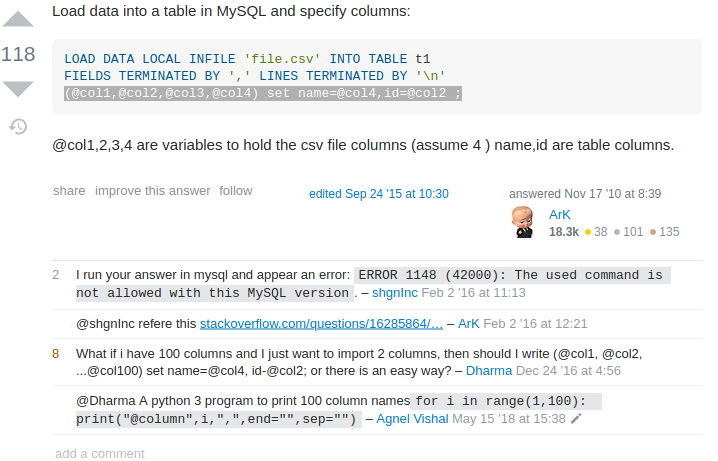 Load data into a table in MySQL and specify columns:
118
LOAD DATA LOCAL INFILE 'file.csv' INTO TABLE t1
FIELDS TERMINATED BY ',' LINES TERMINATED BY '\n'
(@col1,@col2,@col3,@col4) set name=@col4,id=@col2 ;
@col1,2,3,4 are variables to hold the csv file columns (assume 4 ) name,id are table columns.
share improve this answer follow
edited Sep 24 '15 at 10:30
answered Nov 17 '10 at 8:39
ArK
18.3k 38 101 135
2 I run your answer in mysql and appear an error: ERROR 1148 (42000): The used command is
not allowed with this MySQL version . – shgnInc Feb 2 '16 at 11:13
@shgnInc refere this stackoverflow.com/questions/16285864/… – ArK Feb 2 '16 at 12:21
8 What if i have 100 columns and I just want to import 2 columns, then should I write (@col1, @col2,
...@col100) set name=@col4, id-@col2; or there is an easy way? – Dharma Dec 24 '16 at 4:56
@Dharma A python 3 program to print 100 column names for i in range(1,100):
print("@column",i,",",end="",sep="") – Agnel Vishal May 15 '18 at 15:38
add a comment